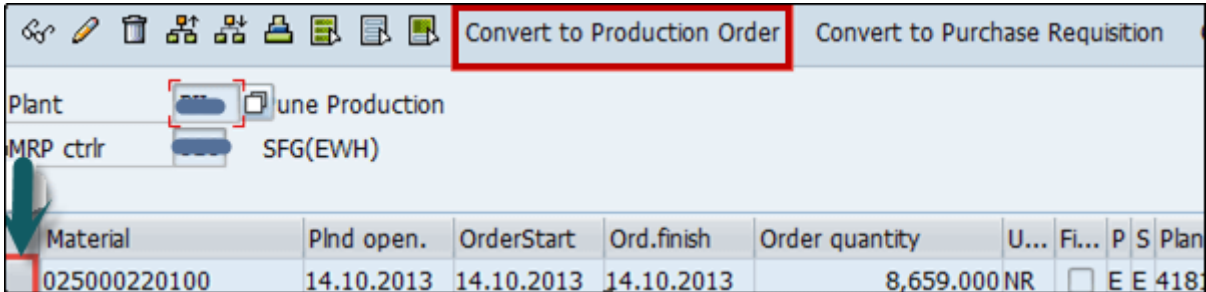 Convert to Production Order Convert to Purchase Requisition
Plant une Production
MRP ctrlr SFG(EWH)
Material Plnd open. OrderStart Ord.finish Order quantity U... Fi... P S Plan
025000220100 14.10.2013 14.10.2013 14.10.2013 8,659.000 NR E E 4181